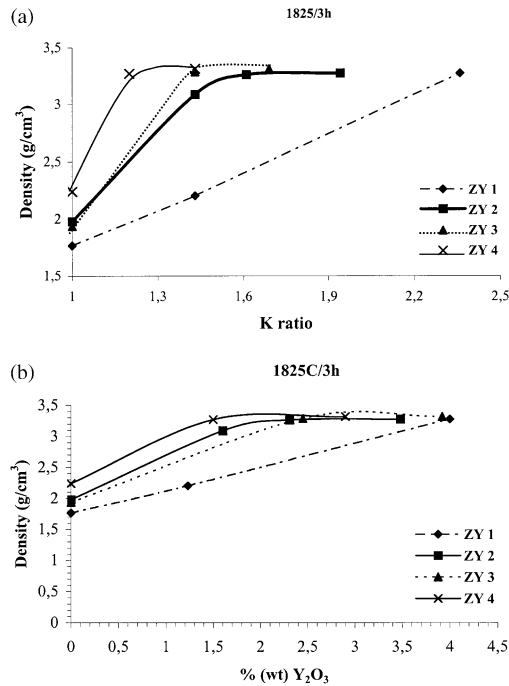 (a)
1825/3h
3,5
3
2,5
2
1,5
Density (g/cm³)
1
1,3
1,6
1,9
2,2
2,5
K ratio
ZY 1
ZY 2
ZY 3
ZY 4
(b)
1825C/3h
3,5
3
2,5
2
1,5
1
0,5
0
Density (g/cm³)
0
0,5
1
1,5
2
2,5
3
3,5
4
4,5
% (wt) Y₂O₃
ZY 1
ZY 2
ZY 3
ZY 4